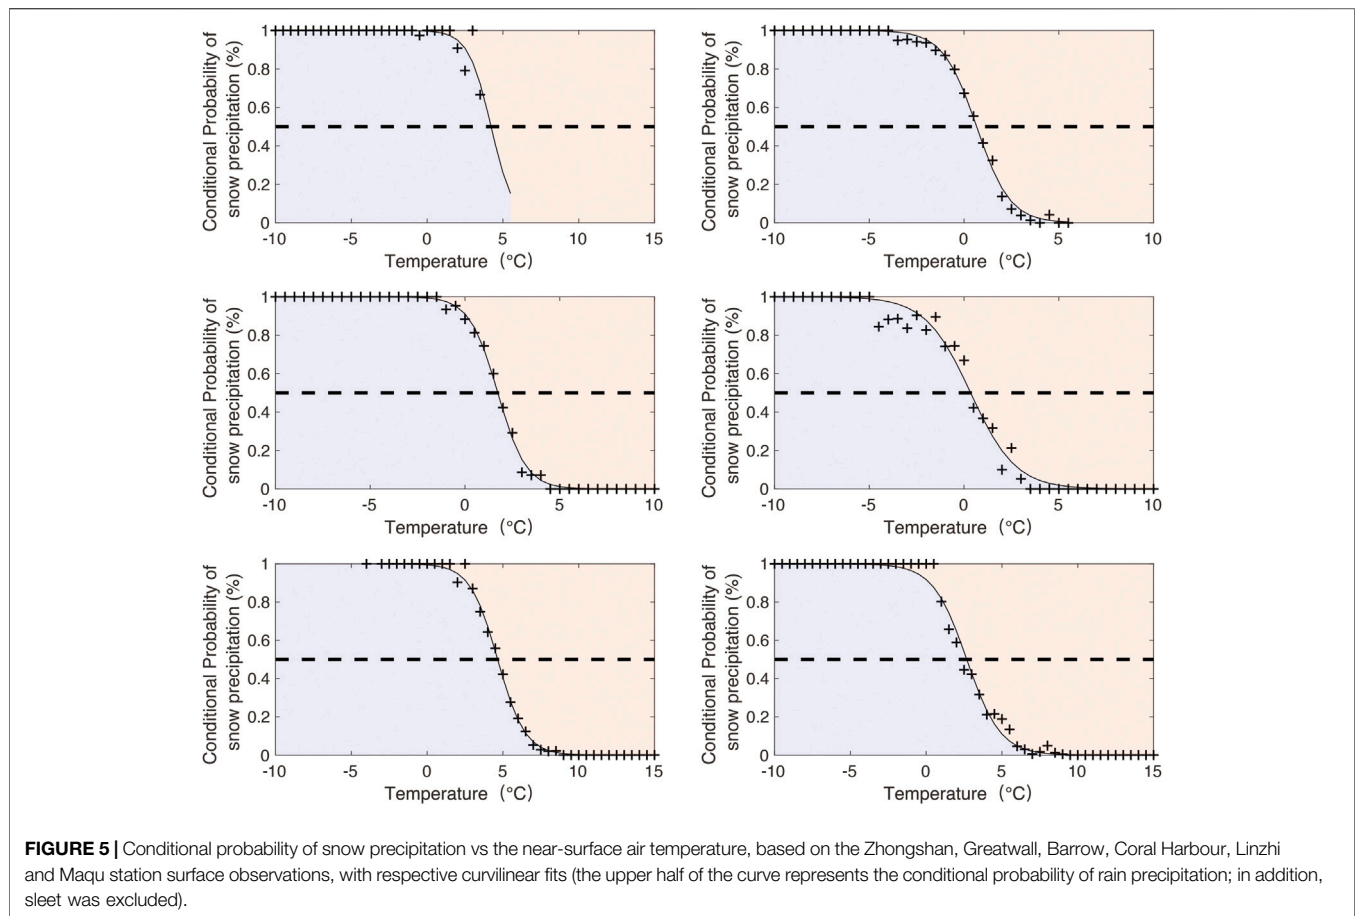 Conditional Probability of
snow precipitation (%)
1
0.8
0.6
0.4
0.2
0
-10 -5 0 5 10 15
Temperature (°C)
Conditional Probability of
snow precipitation (%)
1
0.8
0.6
0.4
0.2
0
-10 -5 0 5 10
Temperature (°C)
Conditional Probability of
snow precipitation (%)
1
0.8
0.6
0.4
0.2
0
-10 -5 0 5 10
Temperature (°C)
Conditional Probability of
snow precipitation (%)
1
0.8
0.6
0.4
0.2
0
-10 -5 0 5 10
Temperature (°C)
Conditional Probability of
snow precipitation (%)
1
0.8
0.6
0.4
0.2
0
-10 -5 0 5 10 15
Temperature (°C)
Conditional Probability of
snow precipitation (%)
1
0.8
0.6
0.4
0.2
0
-10 -5 0 5 10 15
Temperature (°C)
FIGURE 5 | Conditional probability of snow precipitation vs the near-surface air temperature, based on the Zhongshan, Greatwall, Barrow, Coral Harbour, Linzhi
and Maqu station surface observations, with respective curvilinear fits (the upper half of the curve represents the conditional probability of rain precipitation; in addition,
sleet was excluded).